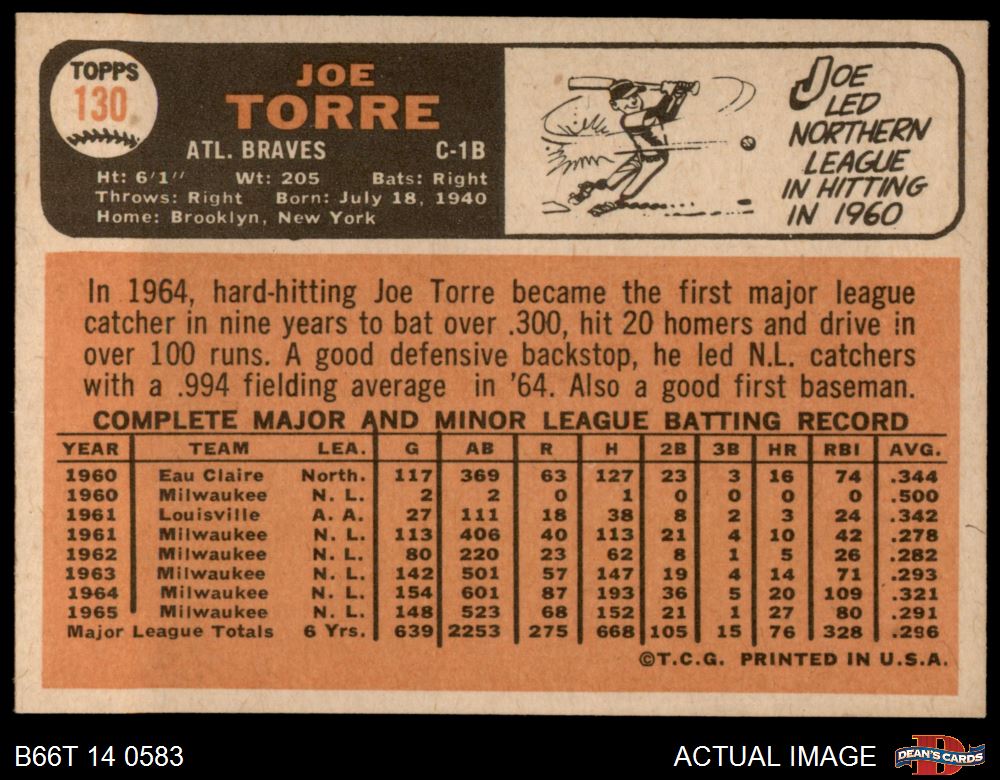 TOPPS
130
JOE
TORRE
ATL. BRAVES C-1B
Ht: 6'1" Wt: 205 Bats: Right
Throws: Right Born: July 18, 1940
Home: Brooklyn, New York
JOE
LED
NORTHERN
LEAGUE
IN HITTING
IN 1960
In 1964, hard-hitting Joe Torre became the first major league
catcher in nine years to bat over .300, hit 20 homers and drive in
over 100 runs. A good defensive backstop, he led N.L. catchers
with a .994 fielding average in '64. Also a good first baseman.
COMPLETE MAJOR AND MINOR LEAGUE BATTING RECORD
YEAR TEAM LEA. G AB R H 2B 3B HR RBI AVG.
1960 Eau Claire North. 117 369 63 127 23 3 16 74 .344
1960 Milwaukee N. L. 2 2 0 1 0 0 0 0 .500
1961 Louisville A. A. 27 111 18 38 8 2 3 24 .342
1961 Milwaukee N. L. 113 406 40 113 21 4 10 42 .278
1962 Milwaukee N. L. 80 220 23 62 8 1 5 26 .282
1963 Milwaukee N. L. 142 501 57 147 19 4 14 71 .293
1964 Milwaukee N. L. 154 601 87 193 36 5 20 109 .321
1965 Milwaukee N. L. 148 523 68 152 21 1 27 80 .291
Major League Totals 6 Yrs. 639 2253 275 668 105 15 76 328 .296
©T.C.G. PRINTED IN U.S.A.
B66T 14 0583 ACTUAL IMAGE DEAN'S CARDS